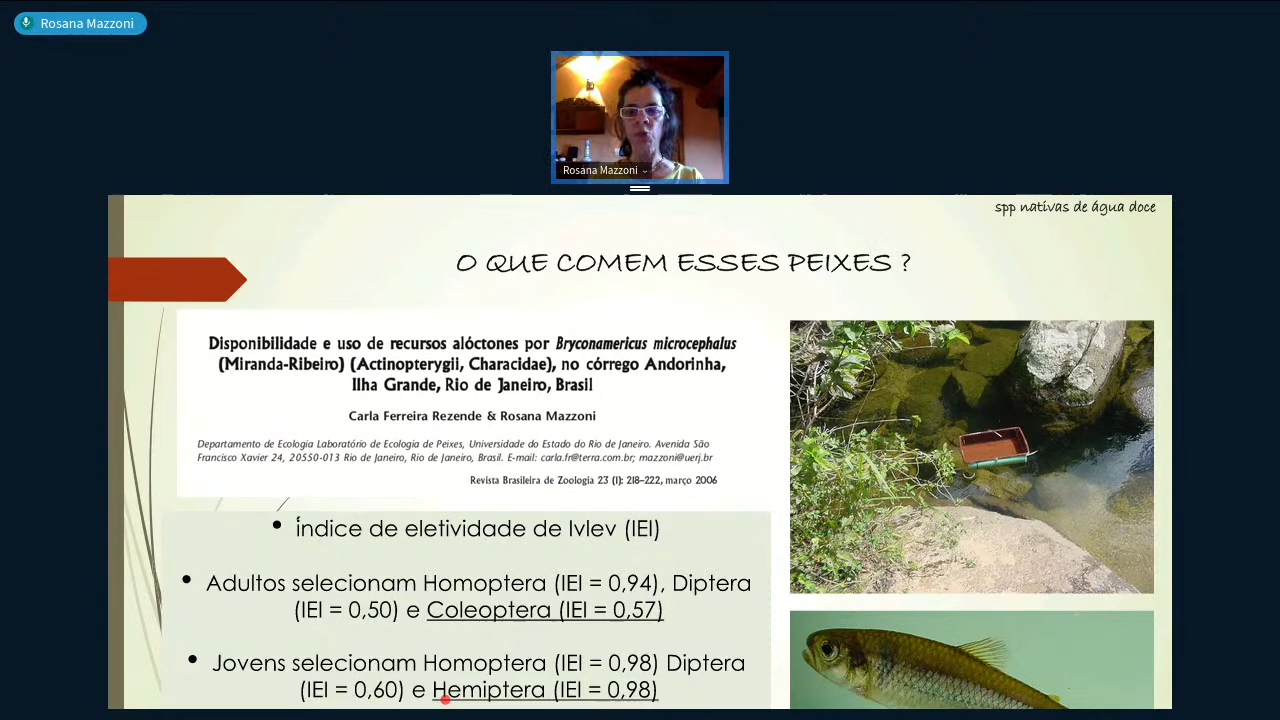 Rosana Mazzoni
Rosana Mazzoni
spp nativas de água doce
O QUE COMEM ESSES PEIXES ?
Disponibilidade e uso de recursos alóctones por Bryconamericus microcephalus
(Miranda-Ribeiro) (Actinopterygii, Characidae), no córrego Andorinha,
Ilha Grande, Rio de Janeiro, Brasil
Carla Ferreira Rezende & Rosana Mazzoni
Departamento de Ecologia Laboratório de Ecologia de Peixes, Universidade do Estado do Rio de Janeiro. Avenida São
Francisco Xavier 24, 20550-013 Rio de Janeiro, Rio de Janeiro, Brasil. E-mail: carla.fr@terra.com.br; mazzoni@uerj.br
Revista Brasileira de Zoologia 23 (1): 218–222, março 2006
• Índice de eletividade de Ivlev (IEI)
• Adultos selecionam Homoptera (IEI = 0,94), Diptera
(IEI = 0,50) e Coleoptera (IEI = 0,57)
• Jovens selecionam Homoptera (IEI = 0,98) Diptera
(IEI = 0,60) e Hemiptera (IEI = 0,98)